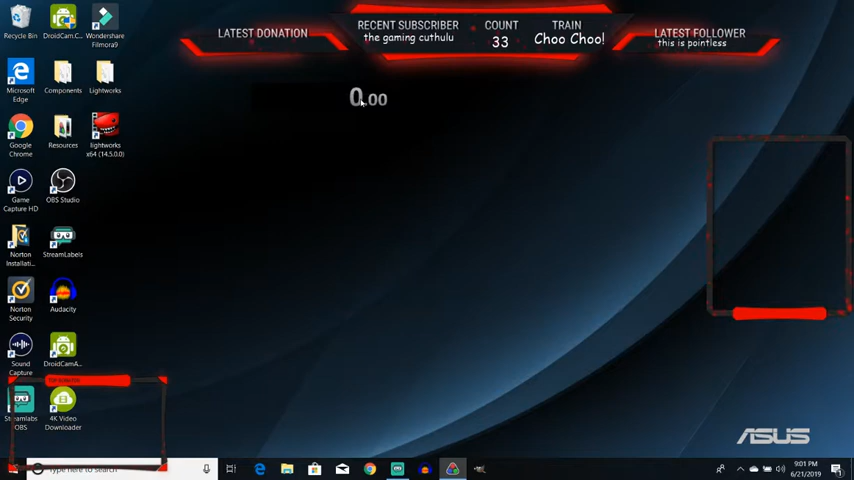 LATEST DONATION
RECENT SUBSCRIBER
the gaming cuthulu
COUNT
33
TRAIN
Choo Choo!
LATEST FOLLOWER
this is pointless
0.00
Recycle Bin
DroidCam.C...
Wondershare
Filmora9
Microsoft
Edge
Components
Lightworks
Google
Chrome
Resources
lightworks
x64 (14.5.0.0)
Game
Capture HD
OBS Studio
Norton
Installati...
StreamLabels
Norton
Security
Audacity
Sound
Capture
DroidCamA...
Streamlabs
OBS
4K Video
Downloader
ASUS
Type here to search
9:01 PM
6/21/2019